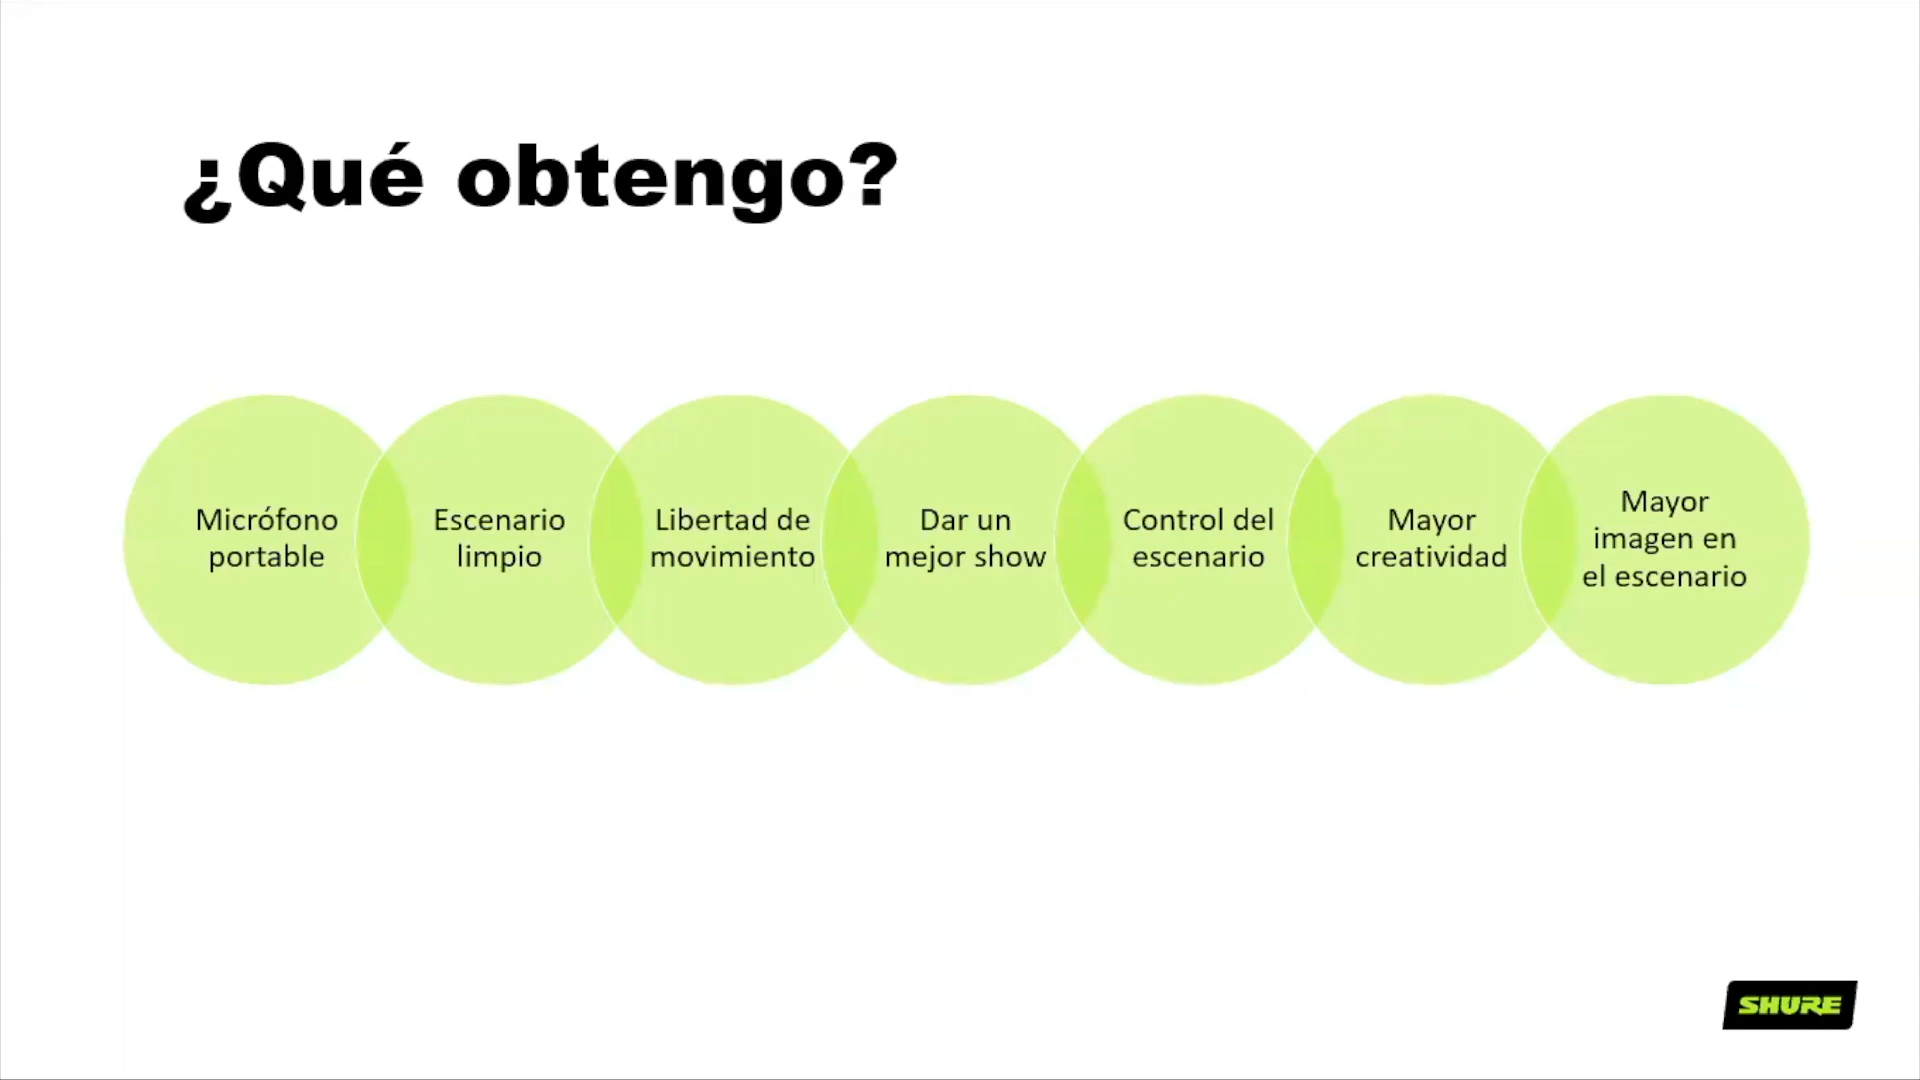 ¿Qué obtengo?
Micrófono
portable
Escenario
limpio
Libertad de
movimiento
Dar un
mejor show
Control del
escenario
Mayor
creatividad
Mayor
imagen en
el escenario
SHURE